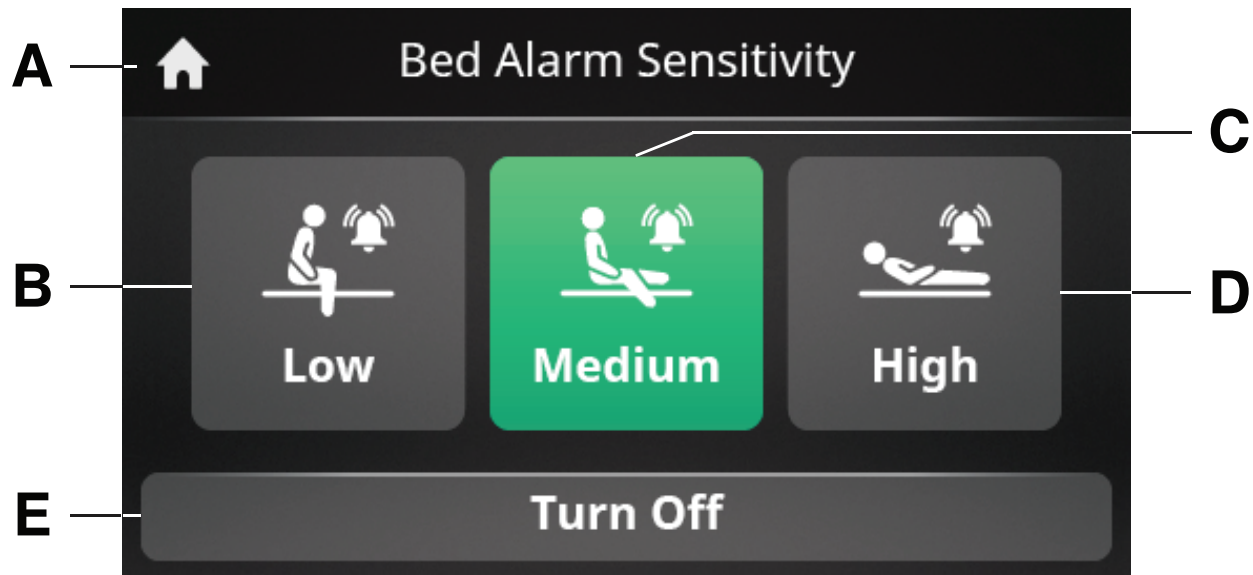 A
Bed Alarm Sensitivity
C
B
D
Low
Medium
High
E
Turn Off